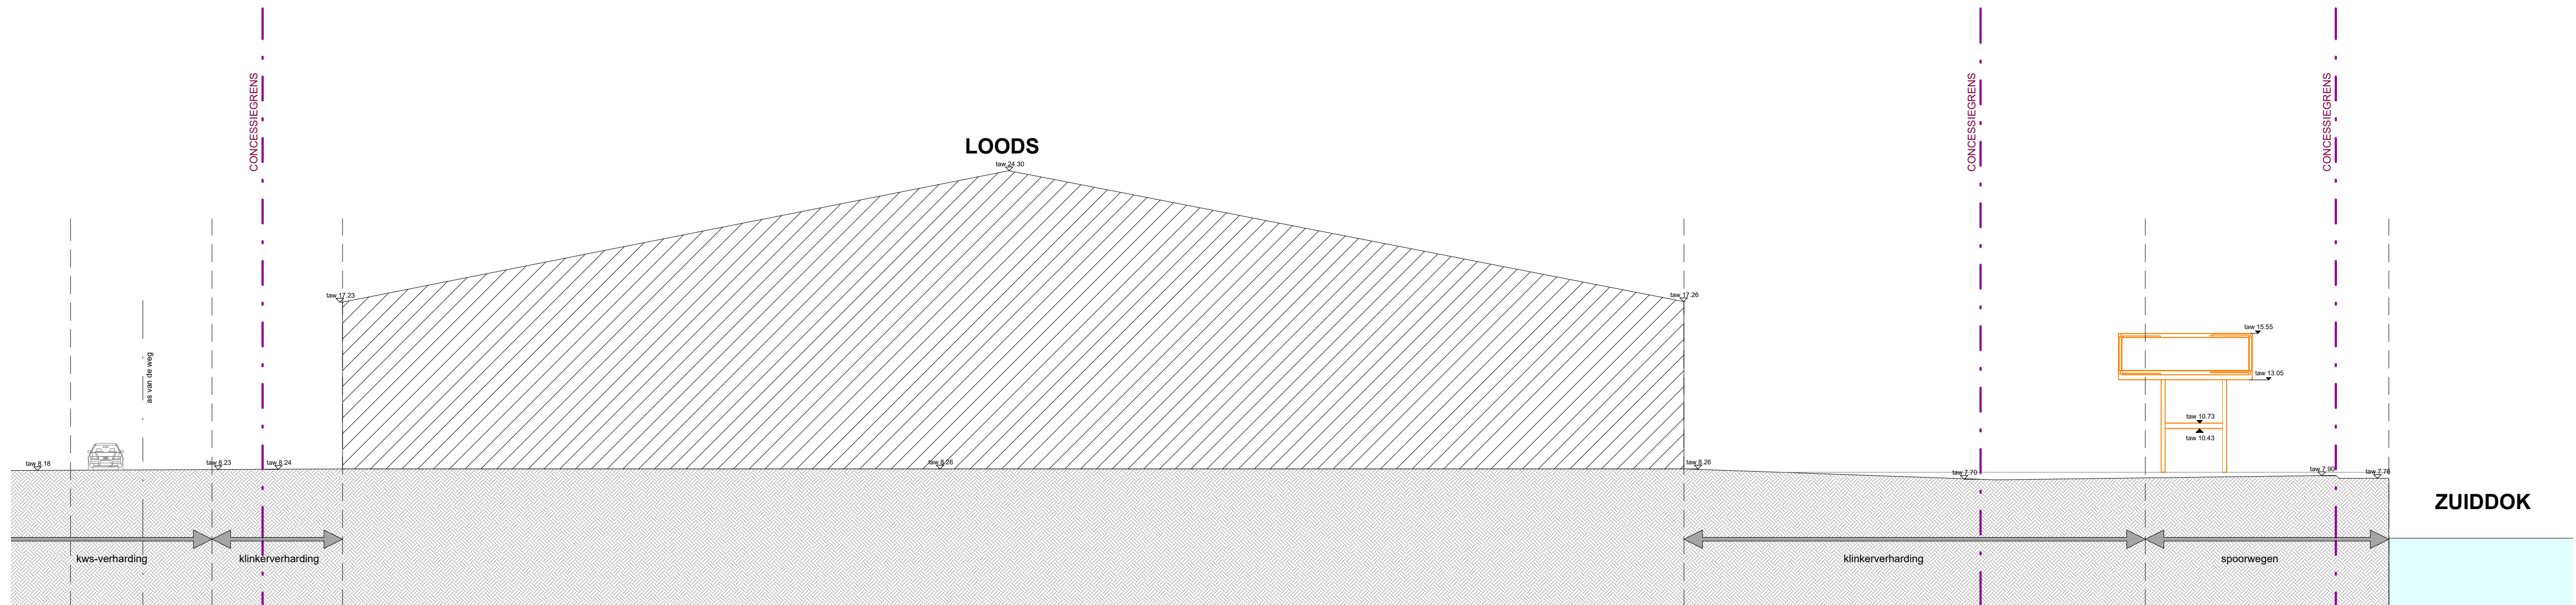 CONCESSIEGRENS
CONCESSIEGRENS
CONCESSIEGRENS
LOODS
taw 24.30
taw 17.23
taw 17.26
taw 15.55
as van de weg
taw 13.05
taw 10.73
taw 10.43
taw 8.18
taw 8.23
taw 8.24
taw 8.26
taw 8.26
taw 7.70
taw 7.90
taw 7.76
ZUIDDOK
kws-verharding
klinkerverharding
klinkerverharding
spoorwegen